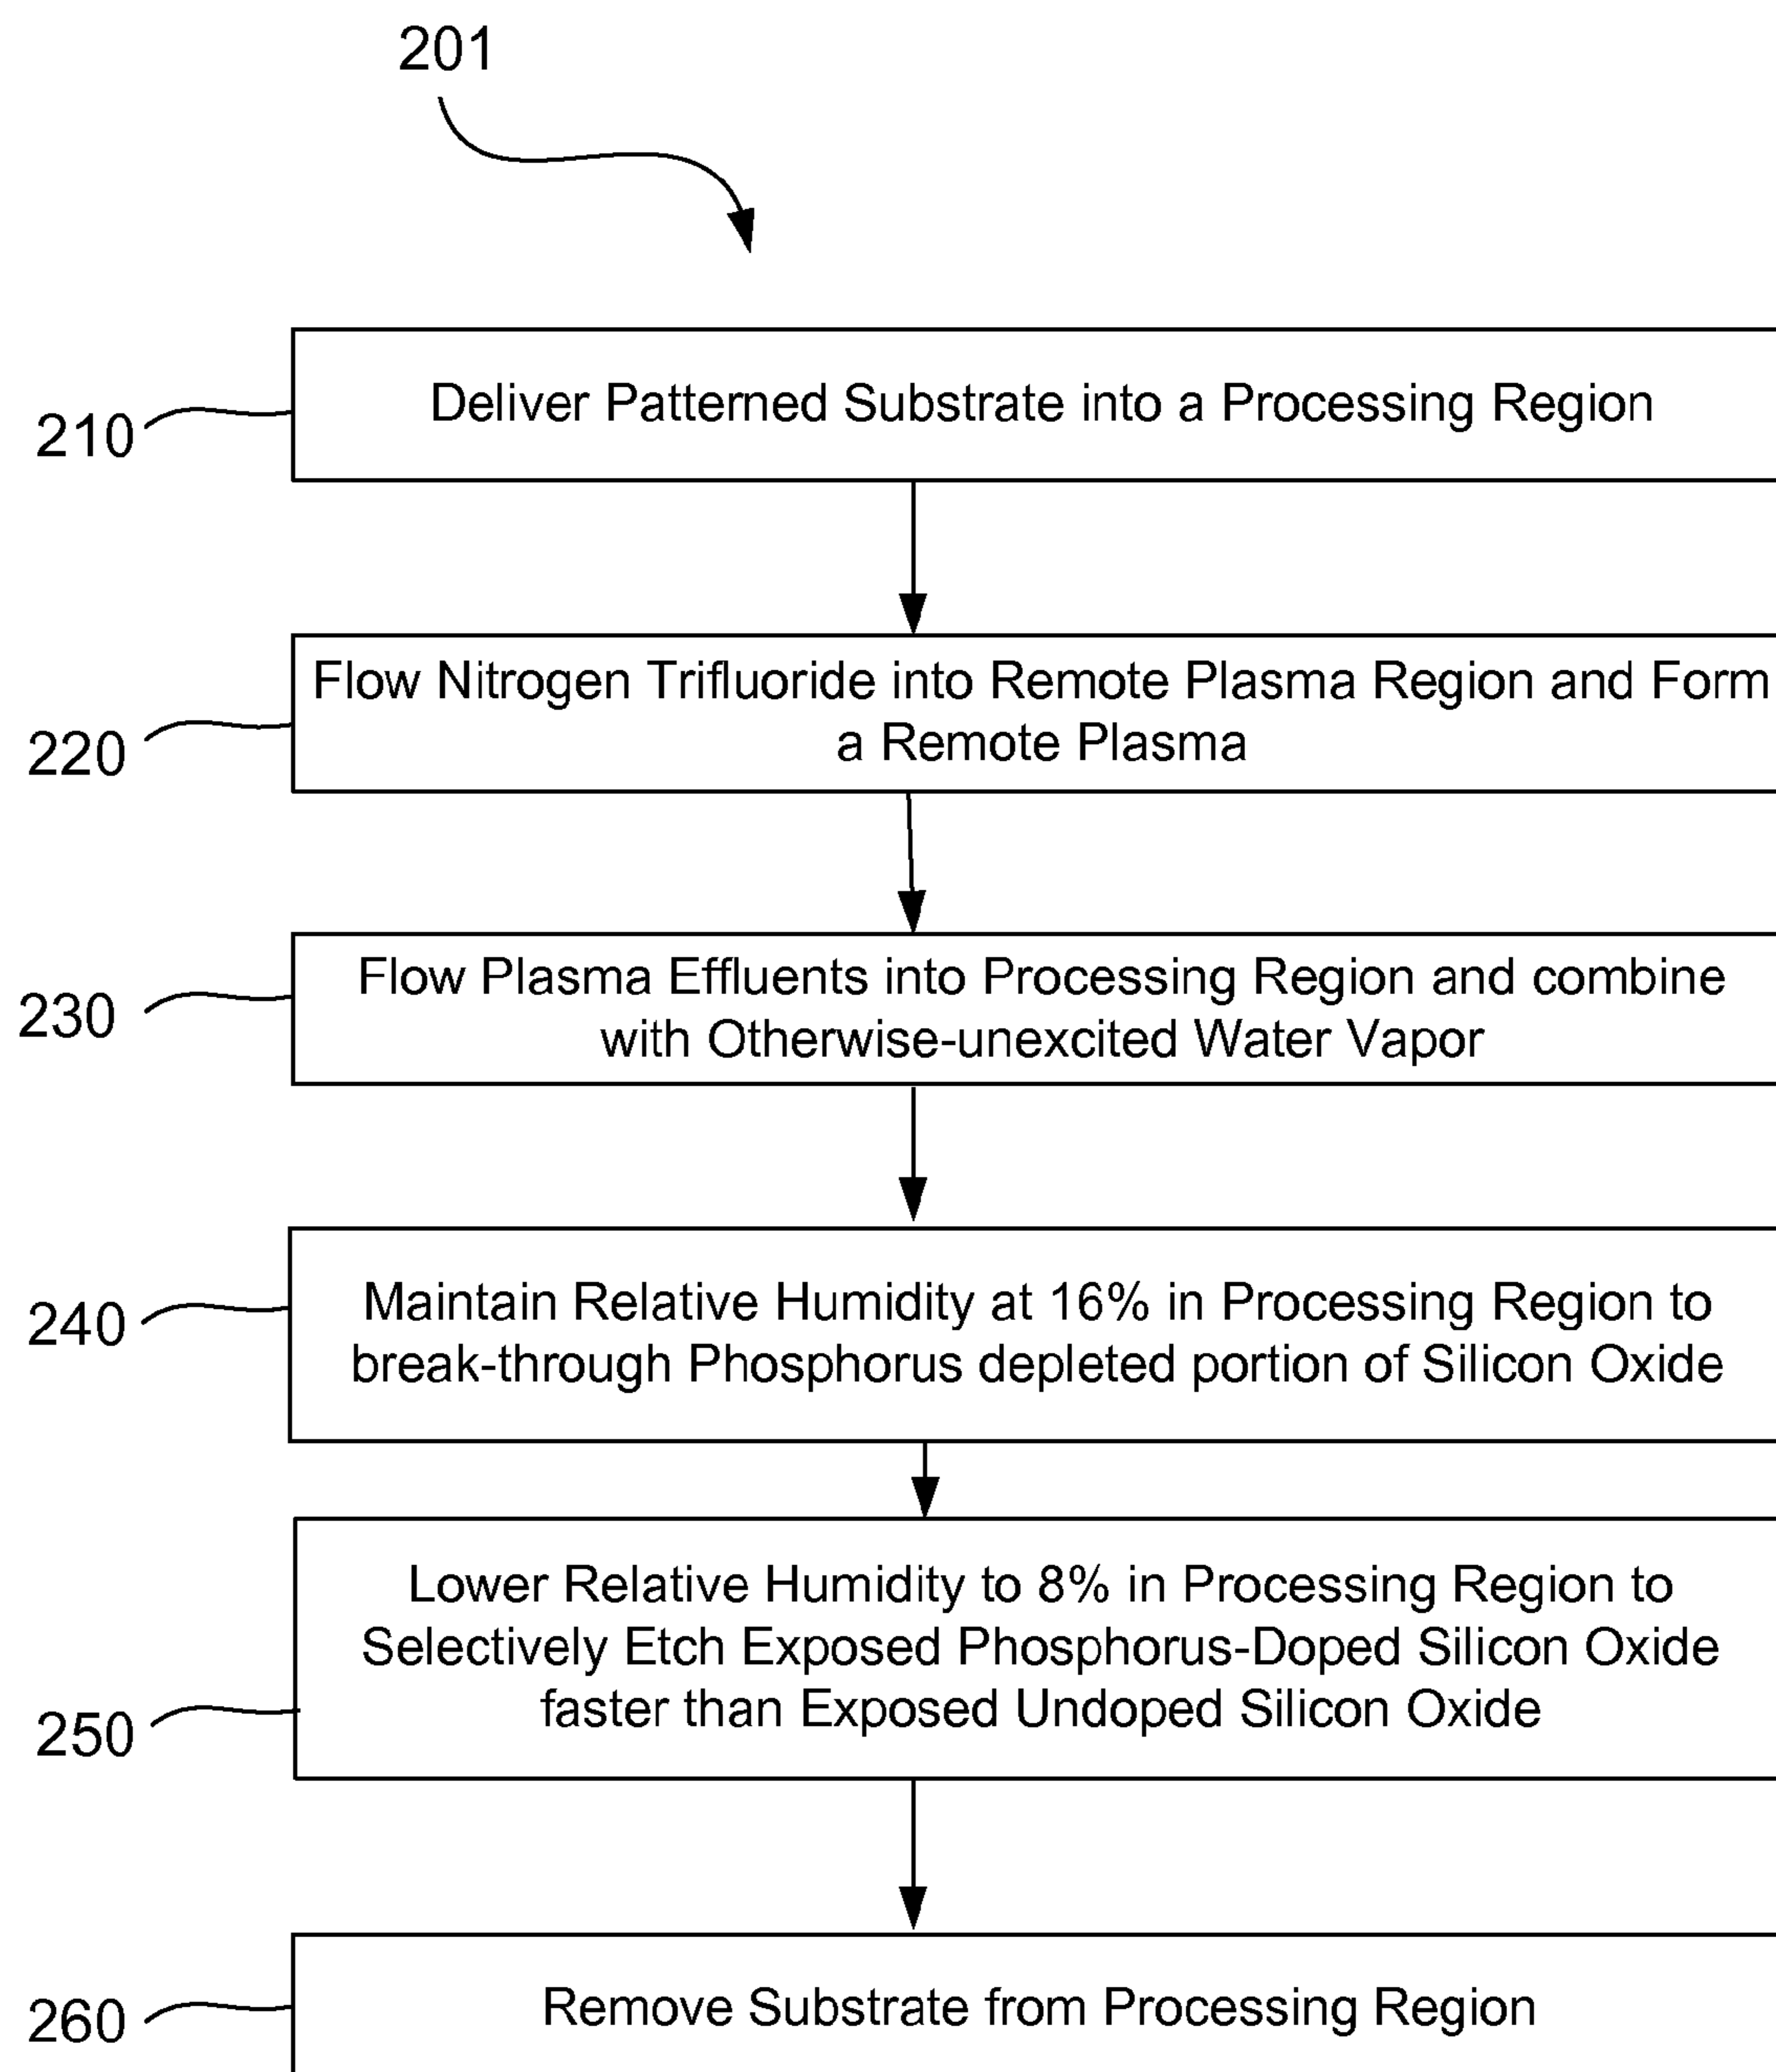 201
210
Deliver Patterned Substrate into a Processing Region
220
Flow Nitrogen Trifluoride into Remote Plasma Region and Form
a Remote Plasma
230
Flow Plasma Effluents into Processing Region and combine
with Otherwise-unexcited Water Vapor
240
Maintain Relative Humidity at 16% in Processing Region to
break-through Phosphorus depleted portion of Silicon Oxide
250
Lower Relative Humidity to 8% in Processing Region to
Selectively Etch Exposed Phosphorus-Doped Silicon Oxide
faster than Exposed Undoped Silicon Oxide
260
Remove Substrate from Processing Region